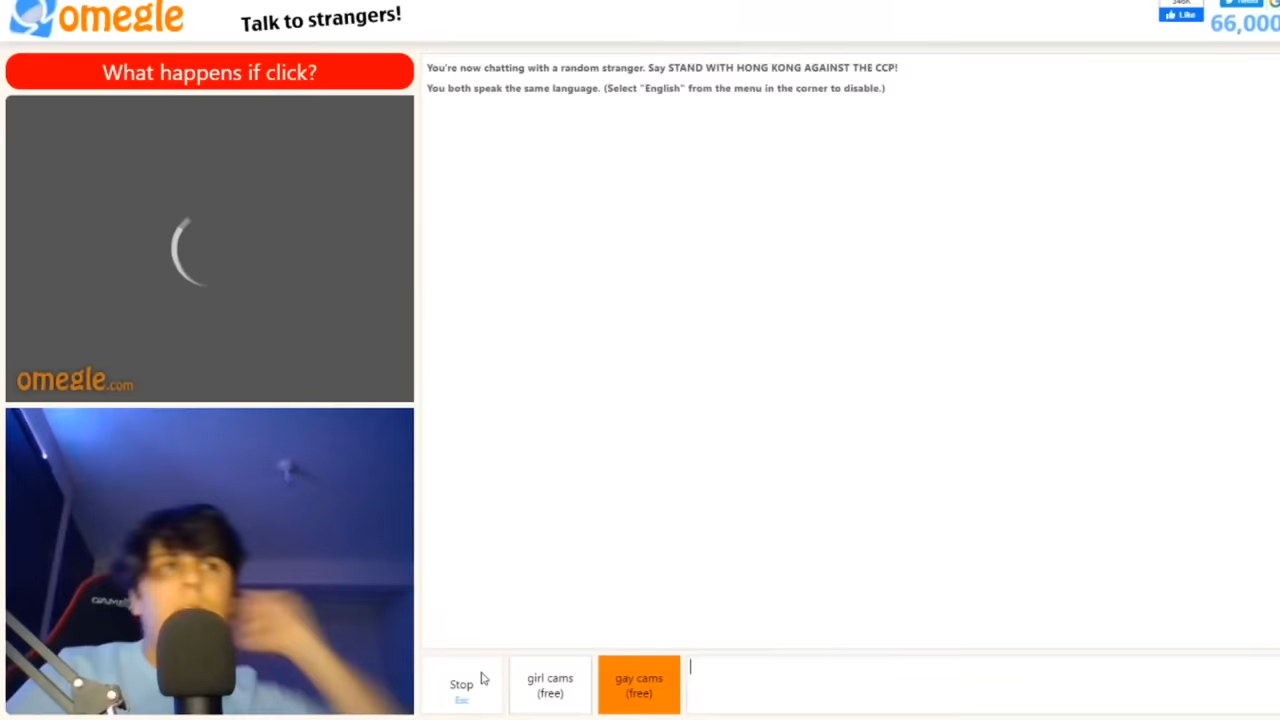 omegle
Talk to strangers!
Like
66,000
What happens if click?
You're now chatting with a random stranger. Say STAND WITH HONG KONG AGAINST THE CCP!
You both speak the same language. (Select "English" from the menu in the corner to disable.)
omegle.com
Stop
Esc
girl cams
(free)
gay cams
(free)